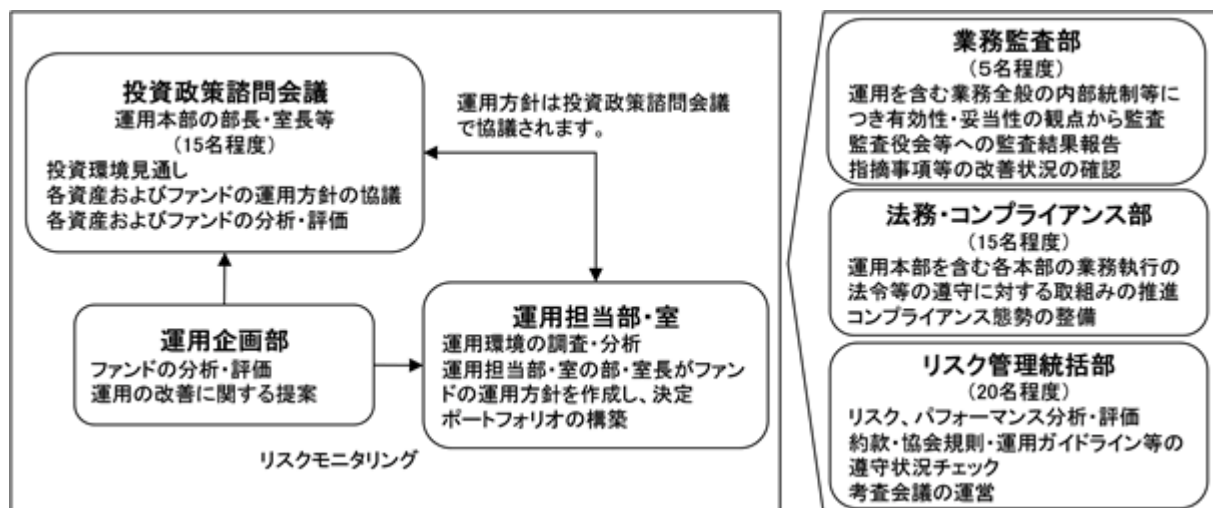 投資政策諮問会議
運用本部の部長・室長等
(15名程度)
投資環境見通し
各資産およびファンドの運用方針の協議
各資産およびファンドの分析・評価
運用方針は投資政策諮問会議
で協議されます。
運用企画部
ファンドの分析・評価
運用の改善に関する提案
運用担当部・室
運用環境の調査・分析
運用担当部・室の部・室長がファン
ドの運用方針を作成し、決定
ポートフォリオの構築
リスクモニタリング
業務監査部
(5名程度)
運用を含む業務全般の内部統制等に
つき有効性・妥当性の観点から監査
監査役会等への監査結果報告
指摘事項等の改善状況の確認
法務・コンプライアンス部
(15名程度)
運用本部を含む各本部の業務執行の
法令等の遵守に対する取組みの推進
コンプライアンス態勢の整備
リスク管理統括部
(20名程度)
リスク、パフォーマンス分析・評価
約款・協会規則・運用ガイドライン等の
遵守状況チェック
考査会議の運営